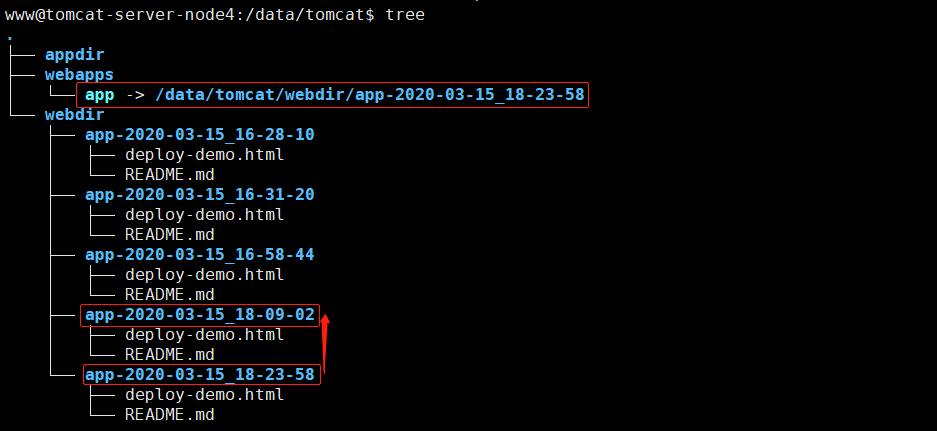 www@tomcat-server-node4:/data/tomcat$ tree
.
├── appdir
├── webapps
│   └── app -> /data/tomcat/webdir/app-2020-03-15_18-23-58
└── webdir
    ├── app-2020-03-15_16-28-10
    │   ├── deploy-demo.html
    │   └── README.md
    ├── app-2020-03-15_16-31-20
    │   ├── deploy-demo.html
    │   └── README.md
    ├── app-2020-03-15_16-58-44
    │   ├── deploy-demo.html
    │   └── README.md
    ├── app-2020-03-15_18-09-02
    │   ├── deploy-demo.html
    │   └── README.md
    └── app-2020-03-15_18-23-58
        ├── deploy-demo.html
        └── README.md